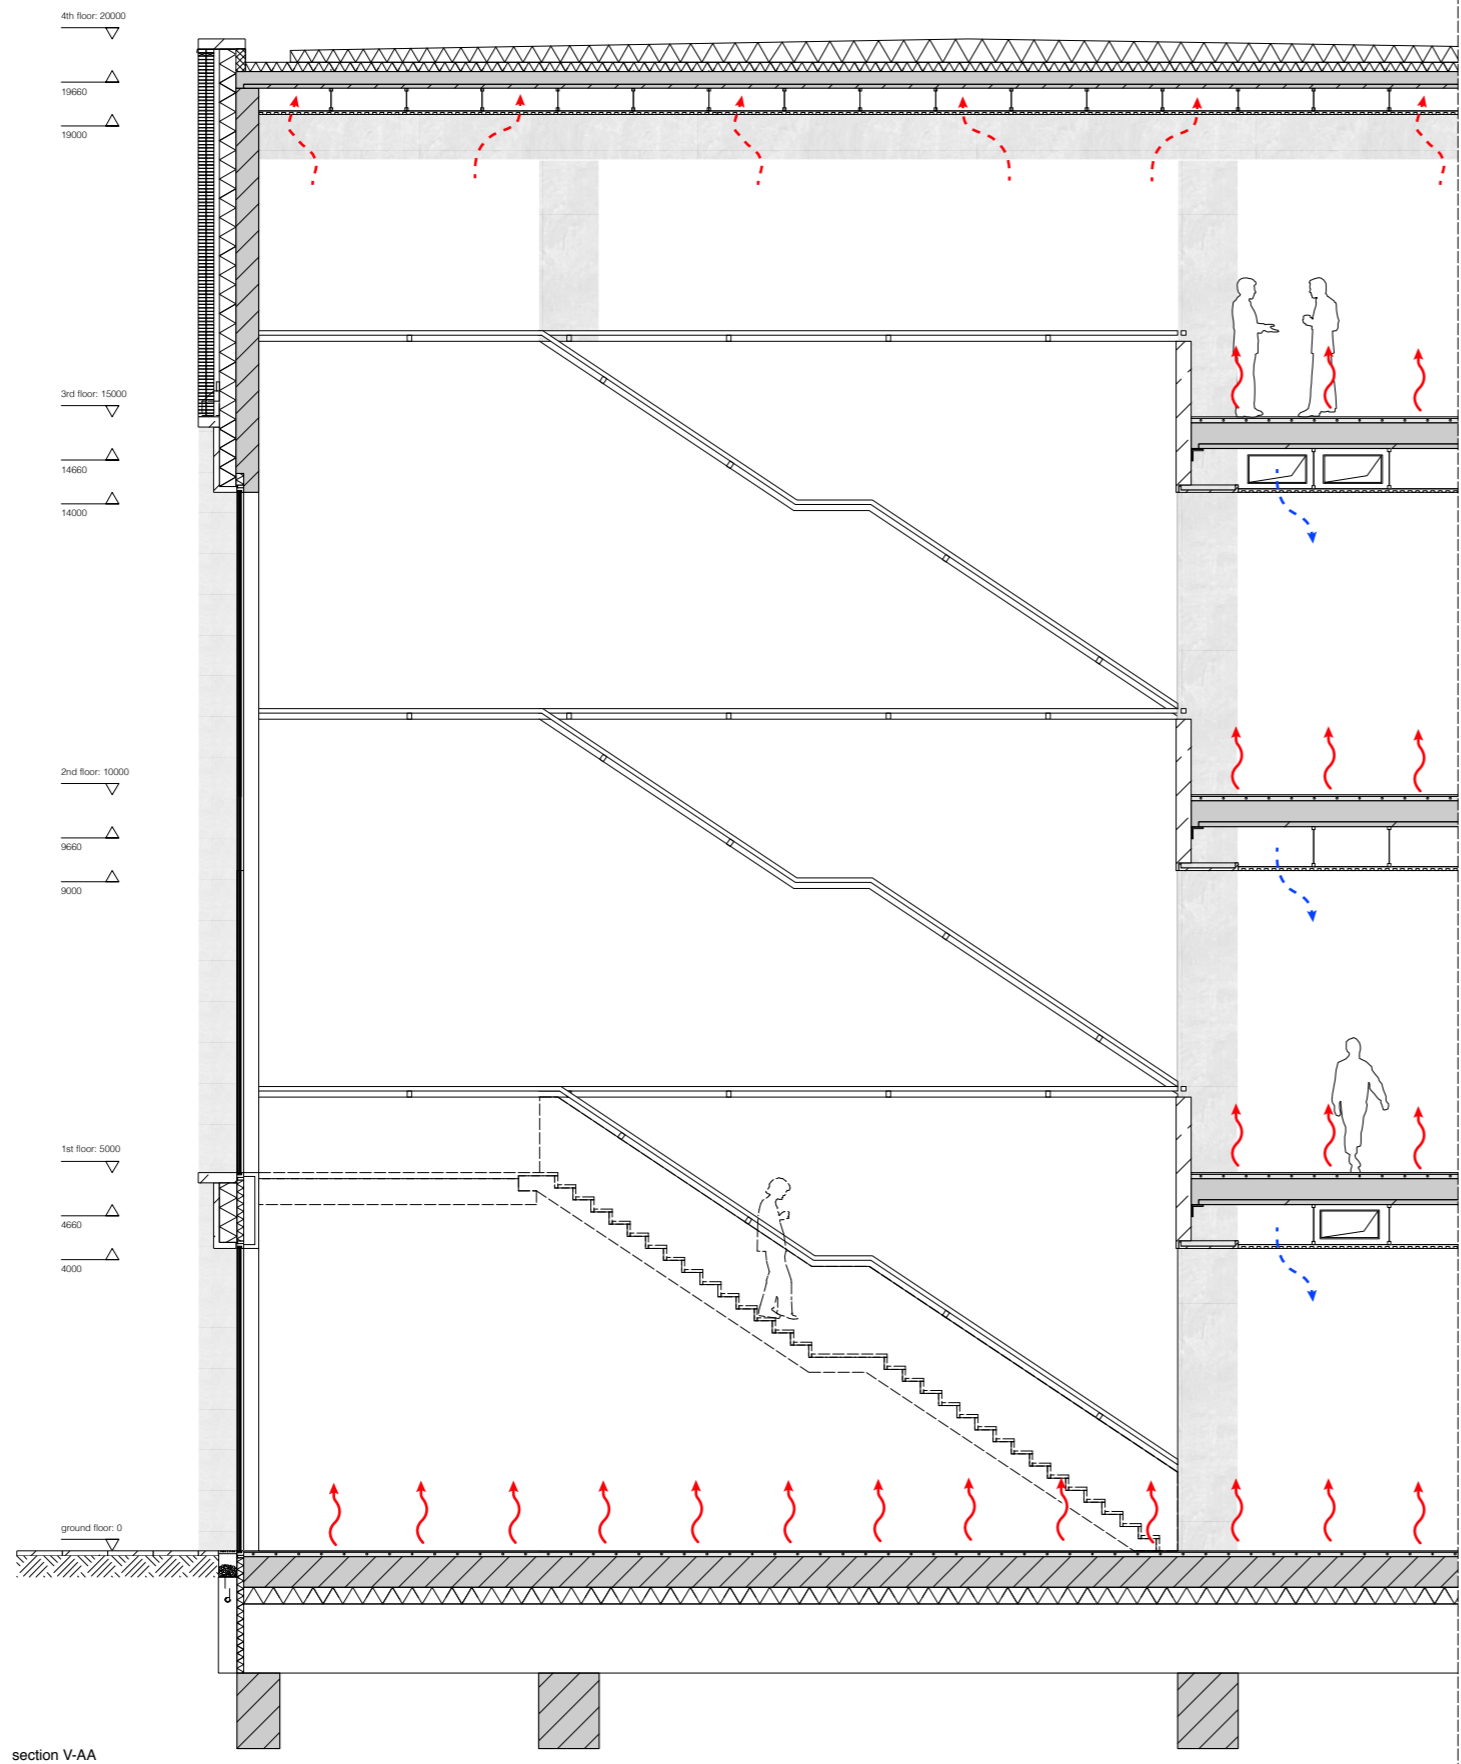 4th floor: 20000
19660
19000
3rd floor: 15000
14660
14000
2nd floor: 10000
9660
9000
1st floor: 5000
4660
4000
ground floor: 0
section V-AA